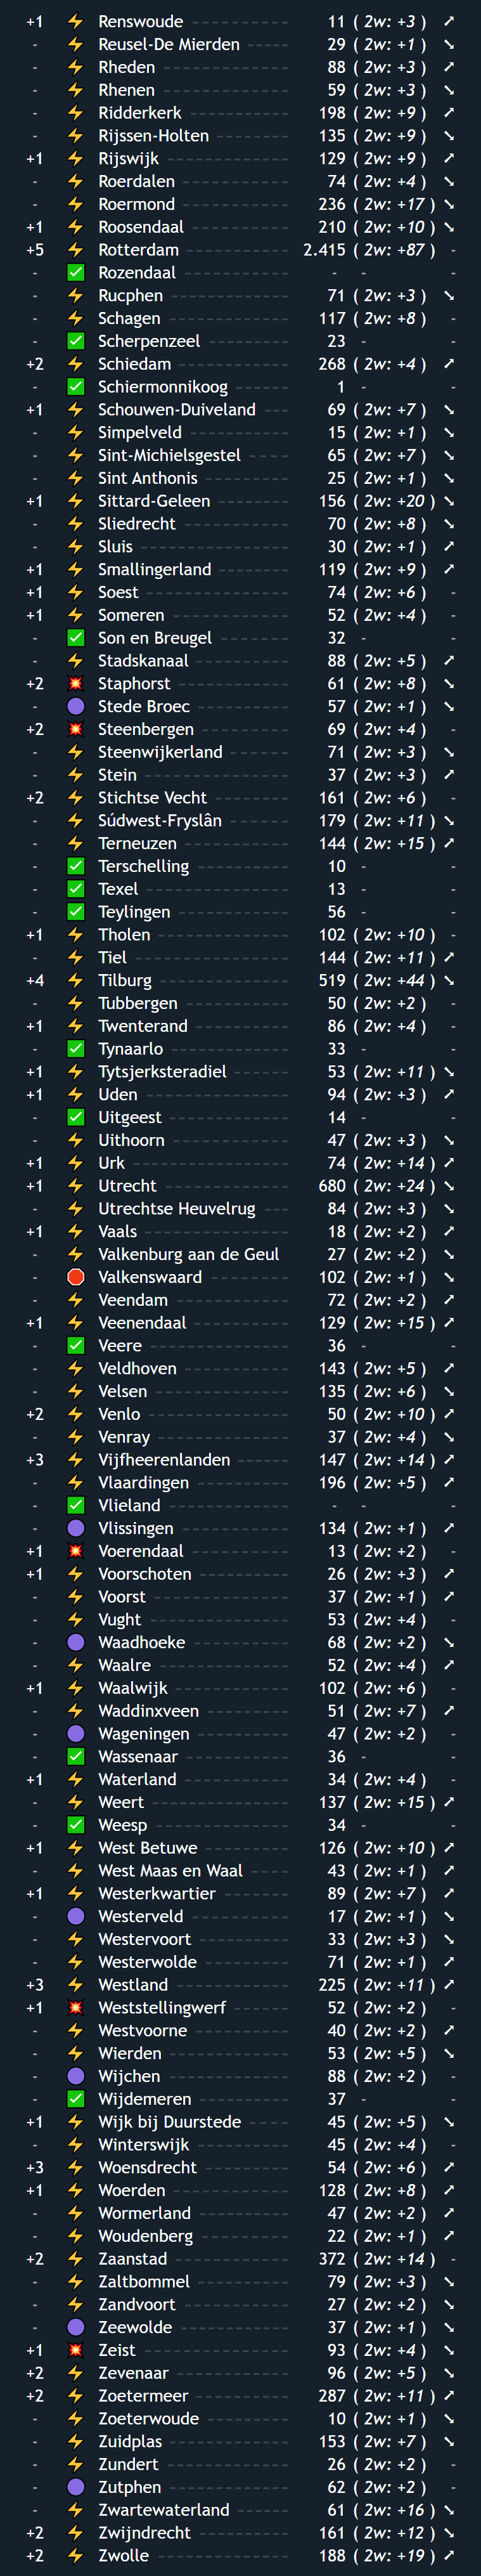 +1 ⚡ Renswoude ------------- 11 ( 2w: +3 ) ➚
- ⚡ Reusel-De Mierden ------ 29 ( 2w: +1 ) ➘
- ⚡ Rheden ---------------- 88 ( 2w: +3 ) ➚
- ⚡ Rhenen ---------------- 59 ( 2w: +3 ) ➘
- ⚡ Ridderkerk ------------- 198 ( 2w: +9 ) ➚
- ⚡ Rijssen-Holten --------- 135 ( 2w: +9 ) ➘
+1 ⚡ Rijswijk --------------- 129 ( 2w: +9 ) ➚
- ⚡ Roerdalen -------------- 74 ( 2w: +4 ) ➘
- ⚡ Roermond -------------- 236 ( 2w: +17 ) ➘
+1 ⚡ Roosendaal ------------ 210 ( 2w: +10 ) ➘
+5 ⚡ Rotterdam ------------- 2.415 ( 2w: +87 ) -
- ✅ Rozendaal -------------- - - -
- ⚡ Rucphen --------------- 71 ( 2w: +3 ) ➘
- ⚡ Schagen --------------- 117 ( 2w: +8 ) -
- ✅ Scherpenzeel ----------- 23 - -
+2 ⚡ Schiedam -------------- 268 ( 2w: +4 ) ➚
- ✅ Schiermonnikoog ------- 1 - -
+1 ⚡ Schouwen-Duiveland ---- 69 ( 2w: +7 ) ➘
- ⚡ Simpelveld ------------- 15 ( 2w: +1 ) ➘
- ⚡ Sint-Michielsgestel ----- 65 ( 2w: +7 ) ➘
- ⚡ Sint Anthonis ----------- 25 ( 2w: +1 ) ➘
+1 ⚡ Sittard-Geleen --------- 156 ( 2w: +20 ) ➘
- ⚡ Sliedrecht -------------- 70 ( 2w: +8 ) ➘
- ⚡ Sluis ------------------- 30 ( 2w: +1 ) ➚
+1 ⚡ Smallingerland --------- 119 ( 2w: +9 ) ➚
+1 ⚡ Soest ------------------ 74 ( 2w: +6 ) -
+1 ⚡ Someren --------------- 52 ( 2w: +4 ) -
- ✅ Son en Breugel --------- 32 - -
- ⚡ Stadskanaal ------------ 88 ( 2w: +5 ) ➚
+2 💥 Staphorst -------------- 61 ( 2w: +8 ) ➘
- 🟣 Stede Broec ------------ 57 ( 2w: +1 ) ➘
+2 💥 Steenbergen ----------- 69 ( 2w: +4 ) -
- ⚡ Steenwijkerland -------- 71 ( 2w: +3 ) ➘
- ⚡ Stein ------------------ 37 ( 2w: +3 ) ➚
+2 ⚡ Stichtse Vecht --------- 161 ( 2w: +6 ) -
- ⚡ Súdwest-Fryslân -------- 179 ( 2w: +11 ) ➘
- ⚡ Terneuzen ------------- 144 ( 2w: +15 ) ➚
- ✅ Terschelling ------------ 10 - -
- ✅ Texel ------------------ 13 - -
- ✅ Teylingen -------------- 56 - -
+1 ⚡ Tholen ---------------- 102 ( 2w: +10 ) -
- ⚡ Tiel -------------------- 144 ( 2w: +11 ) ➚
+4 ⚡ Tilburg ---------------- 519 ( 2w: +44 ) ➘
- ⚡ Tubbergen ------------- 50 ( 2w: +2 ) -
+1 ⚡ Twenterand ------------ 86 ( 2w: +4 ) -
- ✅ Tynaarlo --------------- 33 - -
+1 ⚡ Tytsjerksteradiel ------- 53 ( 2w: +11 ) ➘
+1 ⚡ Uden ------------------ 94 ( 2w: +3 ) ➚
- ✅ Uitgeest --------------- 14 - -
- ⚡ Uithoorn --------------- 47 ( 2w: +3 ) ➘
+1 ⚡ Urk -------------------- 74 ( 2w: +14 ) ➚
+1 ⚡ Utrecht ---------------- 680 ( 2w: +24 ) ➘
- ⚡ Utrechtse Heuvelrug ---- 84 ( 2w: +3 ) ➘
+1 ⚡ Vaals ------------------ 18 ( 2w: +2 ) ➚
- ⚡ Valkenburg aan de Geul 27 ( 2w: +2 ) ➘
- 🛑 Valkenswaard ---------- 102 ( 2w: +1 ) ➘
- ⚡ Veendam --------------- 72 ( 2w: +2 ) ➚
+1 ⚡ Veenendaal ------------ 129 ( 2w: +15 ) ➚
- ✅ Veere ------------------ 36 - -
- ⚡ Veldhoven ------------- 143 ( 2w: +5 ) ➚
- ⚡ Velsen ----------------- 135 ( 2w: +6 ) ➘
+2 ⚡ Venlo ------------------ 50 ( 2w: +10 ) ➚
- ⚡ Venray ---------------- 37 ( 2w: +4 ) ➘
+3 ⚡ Vijfheerenlanden ------- 147 ( 2w: +14 ) ➚
- ⚡ Vlaardingen ------------ 196 ( 2w: +5 ) ➚
- ✅ Vlieland --------------- - - -
- 🟣 Vlissingen ------------- 134 ( 2w: +1 ) ➚
+1 💥 Voerendaal ------------ 13 ( 2w: +2 ) -
+1 ⚡ Voorschoten ----------- 26 ( 2w: +3 ) ➚
- ⚡ Voorst ----------------- 37 ( 2w: +1 ) ➚
- ⚡ Vught ----------------- 53 ( 2w: +4 ) -
- 🟣 Waadhoeke ------------ 68 ( 2w: +2 ) ➘
- ⚡ Waalre ---------------- 52 ( 2w: +4 ) ➚
+1 ⚡ Waalwijk -------------- 102 ( 2w: +6 ) -
- ⚡ Waddinxveen ---------- 51 ( 2w: +7 ) ➚
- 🟣 Wageningen ------------ 47 ( 2w: +2 ) -
- ✅ Wassenaar ------------- 36 - -
+1 ⚡ Waterland ------------- 34 ( 2w: +4 ) -
- ⚡ Weert ----------------- 137 ( 2w: +15 ) ➚
- ✅ Weesp ----------------- 34 - -
+1 ⚡ West Betuwe ----------- 126 ( 2w: +10 ) ➚
- ⚡ West Maas en Waal ----- 43 ( 2w: +1 ) ➚
+1 ⚡ Westerkwartier --------- 89 ( 2w: +7 ) ➚
- 🟣 Westerveld ------------- 17 ( 2w: +1 ) ➘
- ⚡ Westervoort ----------- 33 ( 2w: +3 ) ➘
- ⚡ Westerwolde ----------- 71 ( 2w: +1 ) ➚
+3 ⚡ Westland -------------- 225 ( 2w: +11 ) ➚
+1 💥 Weststellingwerf ------- 52 ( 2w: +2 ) -
- ⚡ Westvoorne ------------ 40 ( 2w: +2 ) ➚
- ⚡ Wierden --------------- 53 ( 2w: +5 ) ➘
- 🟣 Wijchen --------------- 88 ( 2w: +2 ) -
- ✅ Wijdemeren ------------ 37 - -
+1 ⚡ Wijk bij Duurstede ---- 45 ( 2w: +5 ) ➘
- ⚡ Winterswijk ------------ 45 ( 2w: +4 ) -
+3 ⚡ Woensdrecht ----------- 54 ( 2w: +6 ) ➚
+1 ⚡ Woerden --------------- 128 ( 2w: +8 ) ➚
- ⚡ Wormerland ------------ 47 ( 2w: +2 ) ➚
- ⚡ Woudenberg ----------- 22 ( 2w: +1 ) ➚
+2 ⚡ Zaanstad -------------- 372 ( 2w: +14 ) -
- ⚡ Zaltbommel ------------ 79 ( 2w: +3 ) ➘
- ⚡ Zandvoort ------------- 27 ( 2w: +2 ) ➘
- 🟣 Zeewolde -------------- 37 ( 2w: +1 ) ➘
+1 💥 Zeist ------------------ 93 ( 2w: +4 ) ➘
+2 ⚡ Zevenaar -------------- 96 ( 2w: +5 ) ➘
+2 ⚡ Zoetermeer ------------ 287 ( 2w: +11 ) ➚
- ⚡ Zoeterwoude ----------- 10 ( 2w: +1 ) ➘
- ⚡ Zuidplas --------------- 153 ( 2w: +7 ) ➘
- ⚡ Zundert --------------- 26 ( 2w: +2 ) -
- 🟣 Zutphen --------------- 62 ( 2w: +2 ) -
- ⚡ Zwartewaterland ------- 61 ( 2w: +16 ) ➘
+2 ⚡ Zwijndrecht ----------- 161 ( 2w: +12 ) ➘
+2 ⚡ Zwolle ----------------- 188 ( 2w: +19 ) ➚